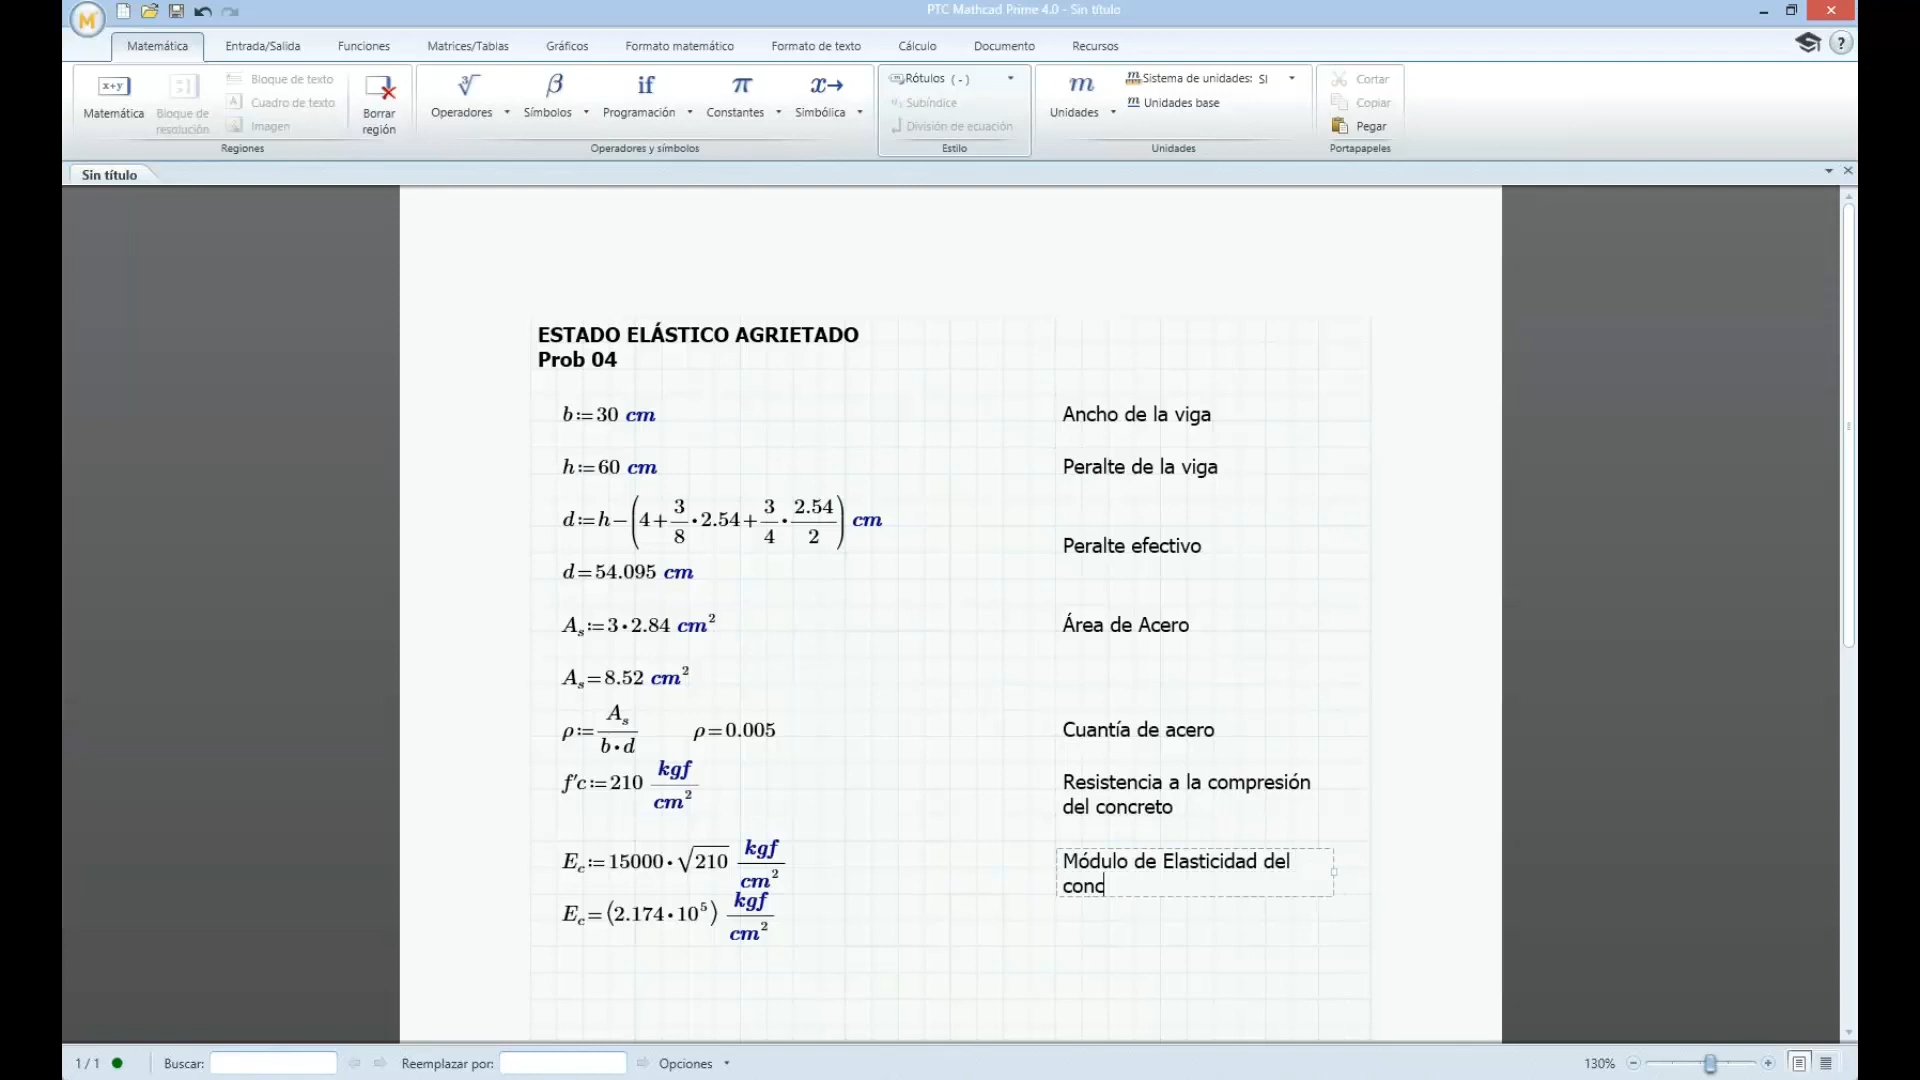 PTC Mathcad Prime 4.0 - Sin título
Matemática Entrada/Salida Funciones Matrices/Tablas Gráficos Formato matemático Formato de texto Cálculo Documento Recursos
Matemática
Bloque de resolución
Bloque de texto
Cuadro de texto
Imagen
Borrar región
Regiones
Operadores Símbolos Programación Constantes Simbólica
Operadores y símbolos
Rótulos ( - )
Subíndice
División de ecuación
Estilo
Unidades
Sistema de unidades: SI
Unidades base
Unidades
Cortar
Copiar
Pegar
Portapapeles
Sin título
ESTADO ELÁSTICO AGRIETADO
Prob 04
b:=30 cm Ancho de la viga
h:=60 cm Peralte de la viga
d:=h-(4+3/8•2.54+3/4•2.54/2) cm
Peralte efectivo
d=54.095 cm
A_s:=3•2.84 cm² Área de Acero
A_s=8.52 cm²
ρ:=A_s/(b•d) ρ=0.005 Cuantía de acero
f'c:=210 kgf/cm² Resistencia a la compresión
del concreto
E_c:=15000•√210 kgf/cm² Módulo de Elasticidad del
conc
E_c=(2.174•10⁵) kgf/cm²
1 / 1 Buscar: Reemplazar por: Opciones 130%